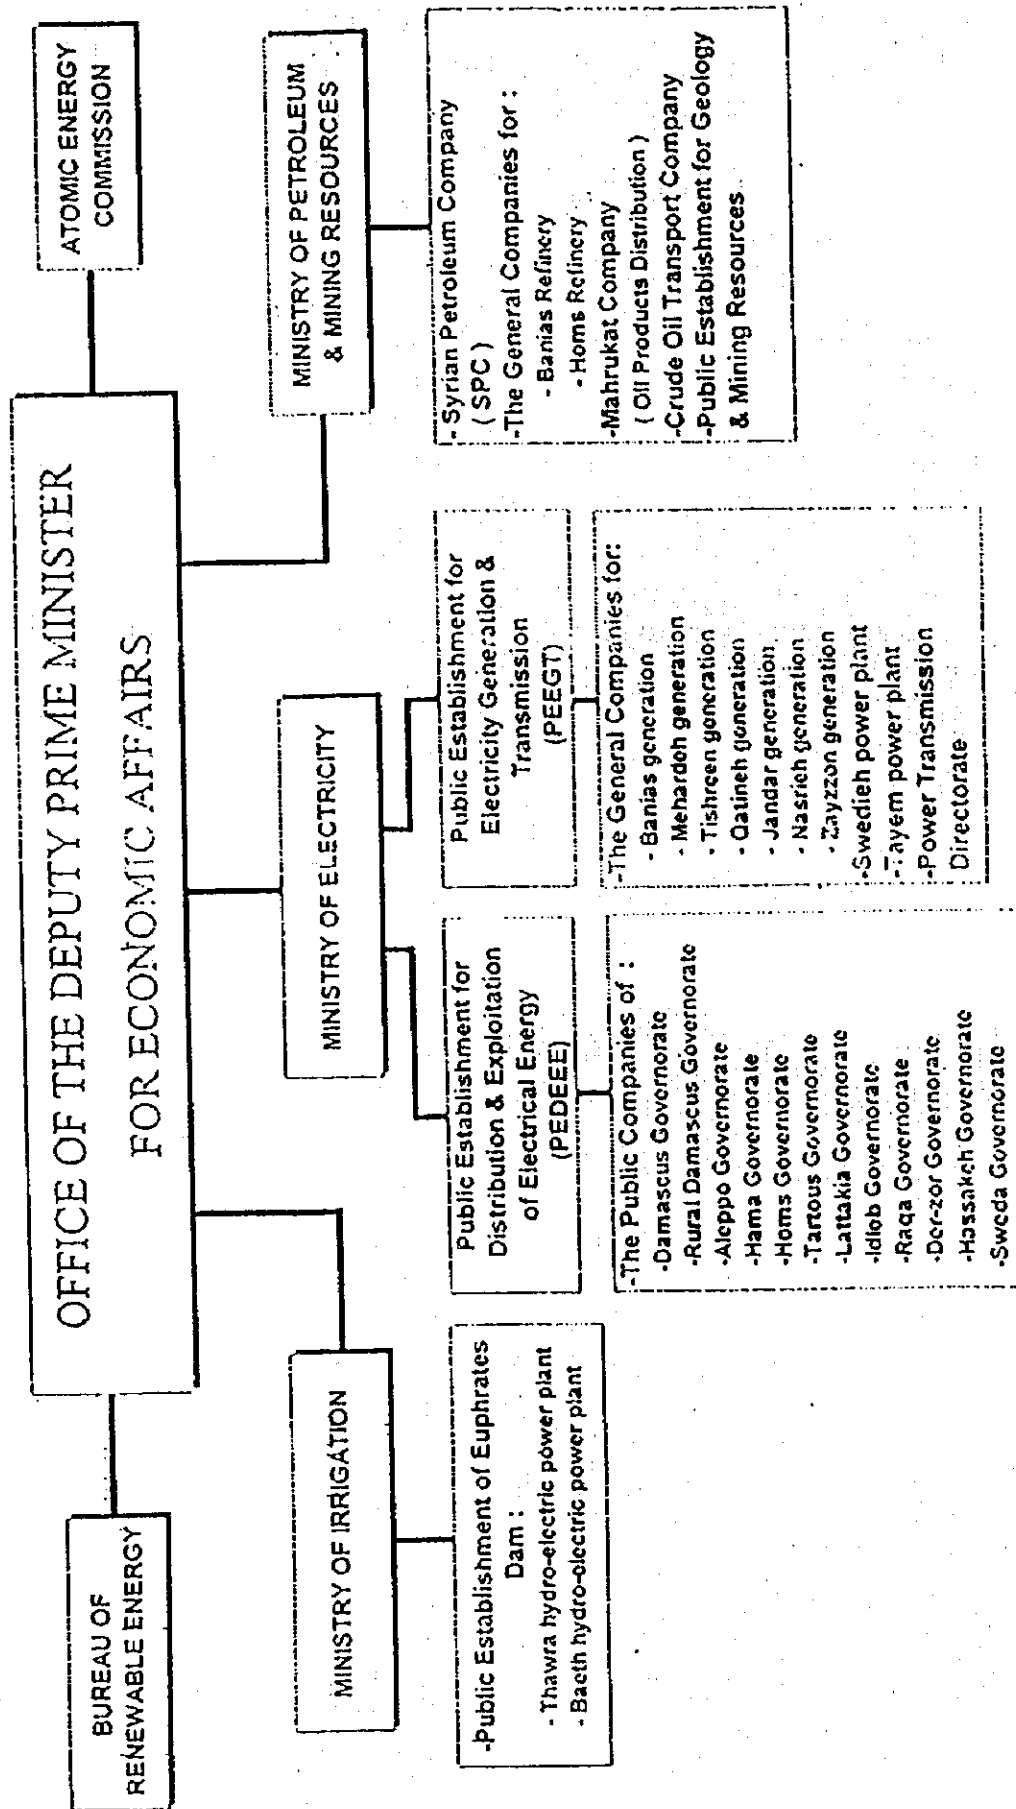 OFFICE OF THE DEPUTY PRIME MINISTER
FOR ECONOMIC AFFAIRS
BUREAU OF
RENEWABLE ENERGY
ATOMIC ENERGY
COMMISSION
MINISTRY OF IRRIGATION
-Public Establishment of Euphrates
Dam :
- Thawra hydro-electric power plant
- Bacth hydro-electric power plant
MINISTRY OF ELECTRICITY
Public Establishment for
Distribution & Exploitation
of Electrical Energy
(PEDEEE)
-The Public Companies of :
-Damascus Governorate
-Rural Damascus Governorate
-Aleppo Governorate
-Hama Governorate
-Homs Governorate
-Tartous Governorate
-Lattakia Governorate
-Idlob Governorate
-Raqa Governorate
-Der-zor Governorate
-Hassakeh Governorate
-Sweda Governorate
Public Establishment for
Electricity Generation &
Transmission
(PEEGT)
-The General Companies for:
- Banias generation
- Mehardeh generation
- Tishreen generation
- Qatineh generation
- Jandar generation
- Nasrieh generation
- Zayzzon generation
-Swedieh power plant
-Tayem power plant
-Power Transmission
Directorate
MINISTRY OF PETROLEUM
& MINING RESOURCES
- Syrian Petroleum Company
( SPC )
-The General Companies for :
- Banias Refinery
- Homs Refinery
-Mahrukat Company
( Oil Products Distribution )
-Crude Oil Transport Company
-Public Establishment for Geology
& Mining Resources